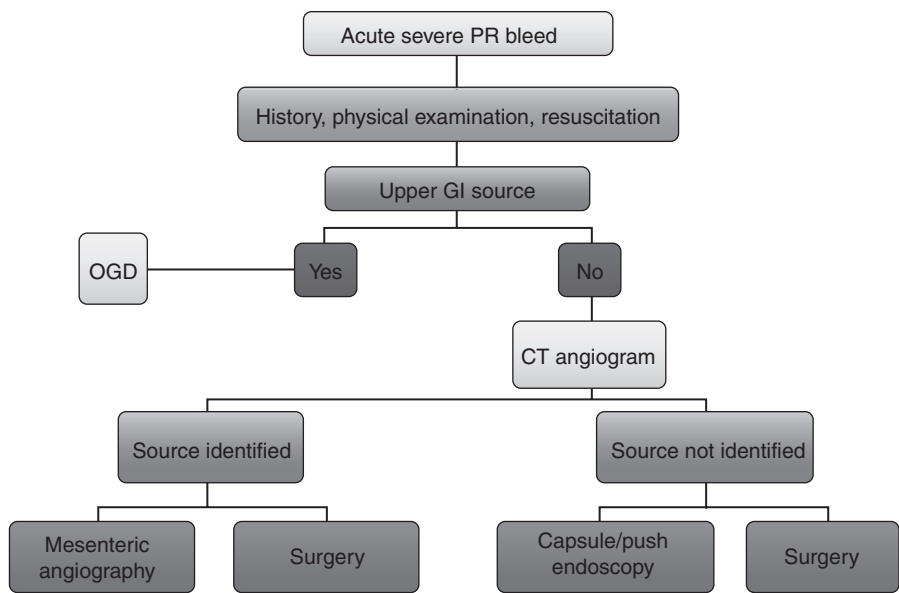 Acute severe PR bleed
History, physical examination, resuscitation
Upper GI source
OGD
Yes
No
CT angiogram
Source identified
Source not identified
Mesenteric
angiography
Surgery
Capsule/push
endoscopy
Surgery